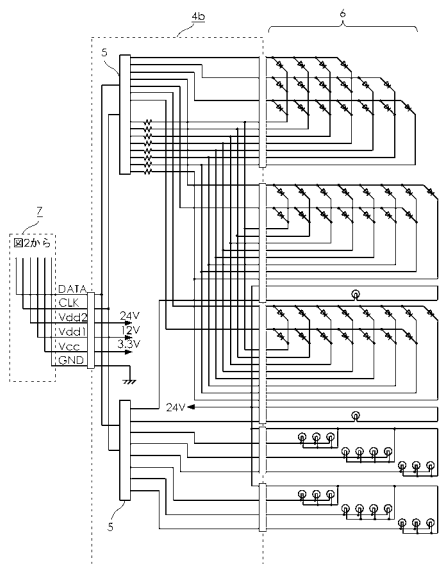 4b
6
5
7
図2から
DATA
CLK
Vdd2
24V
Vdd1
12V
Vcc
3.3V
GND
24V
5